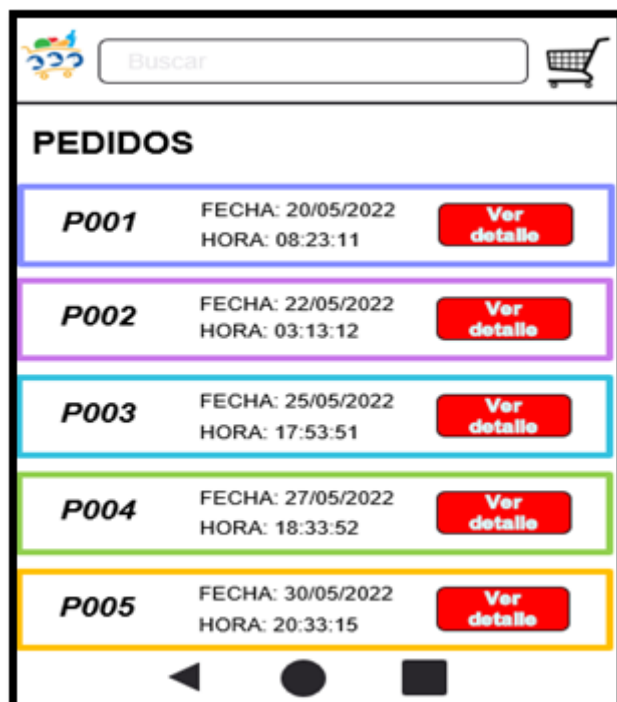 Buscar
PEDIDOS
P001
FECHA: 20/05/2022
HORA: 08:23:11
Ver
detalle
P002
FECHA: 22/05/2022
HORA: 03:13:12
Ver
detalle
P003
FECHA: 25/05/2022
HORA: 17:53:51
Ver
detalle
P004
FECHA: 27/05/2022
HORA: 18:33:52
Ver
detalle
P005
FECHA: 30/05/2022
HORA: 20:33:15
Ver
detalle